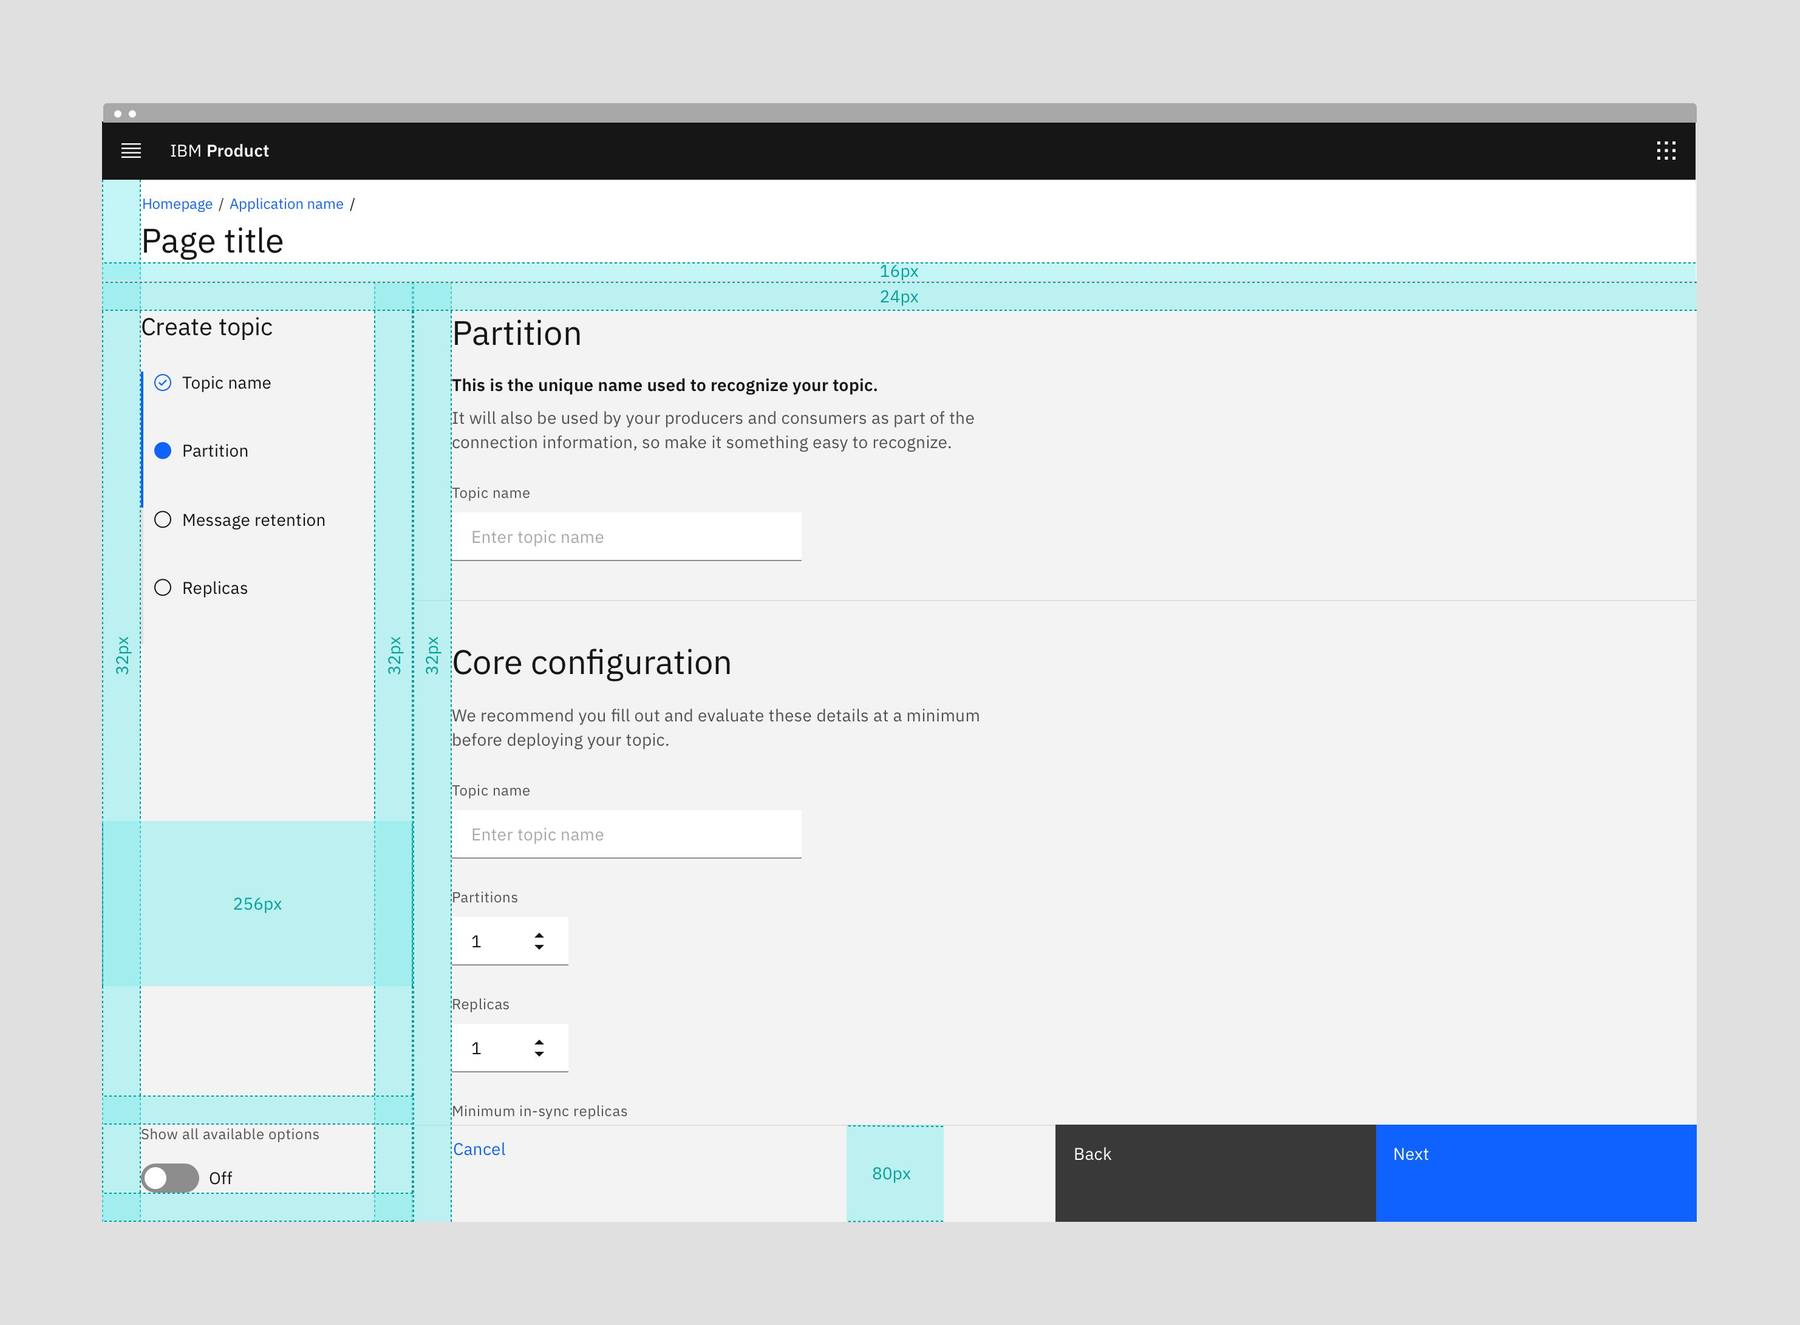 IBM Product
Homepage / Application name /
Page title
16px
24px
Create topic
Topic name
Partition
Message retention
Replicas
32px
32px
32px
256px
Show all available options
Off
Partition
This is the unique name used to recognize your topic.
It will also be used by your producers and consumers as part of the
connection information, so make it something easy to recognize.
Topic name
Enter topic name
Core configuration
We recommend you fill out and evaluate these details at a minimum
before deploying your topic.
Topic name
Enter topic name
Partitions
1
Replicas
1
Minimum in-sync replicas
Cancel
80px
Back
Next